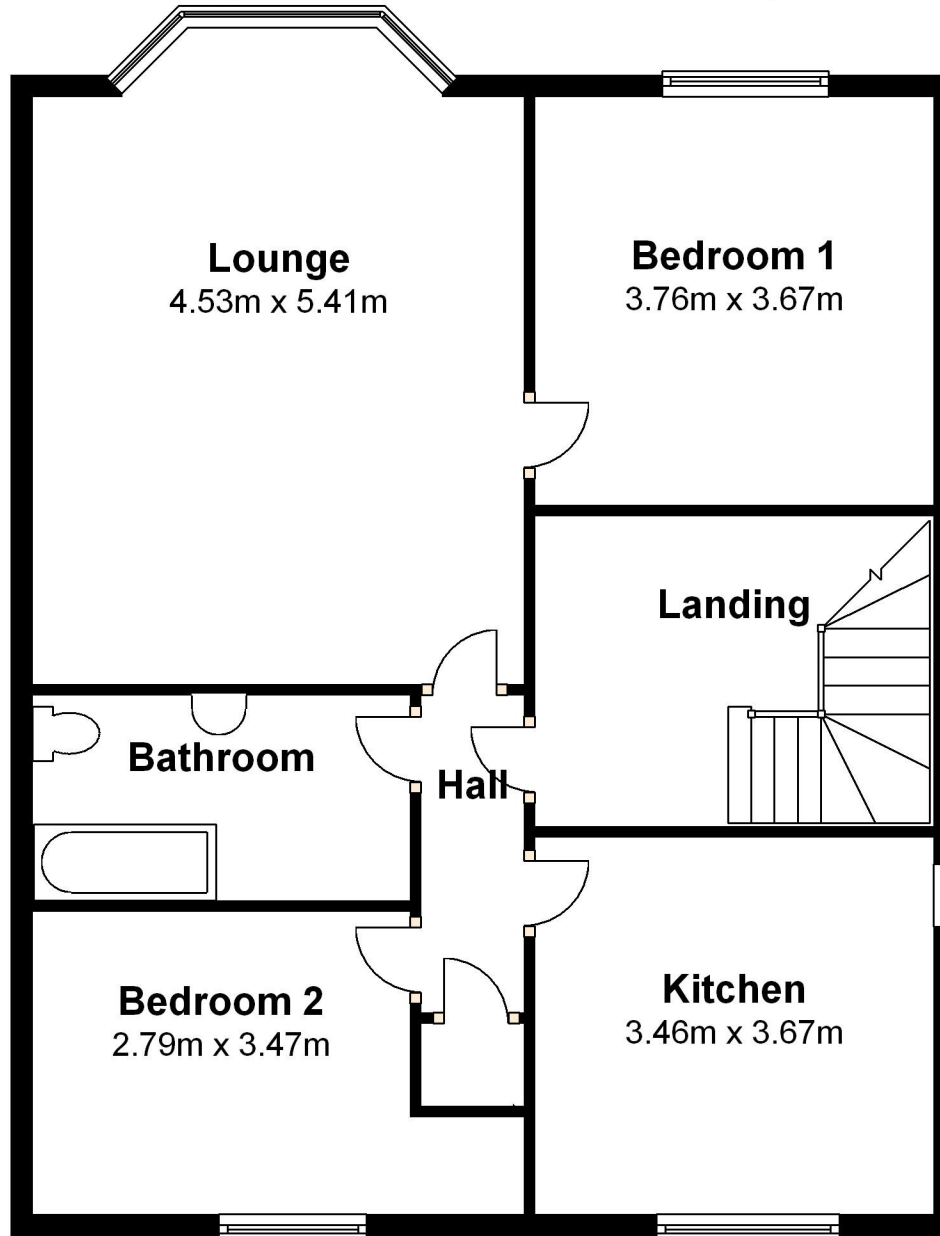 Lounge
4.53m x 5.41m
Bedroom 1
3.76m x 3.67m
Landing
Bathroom
Hall
Bedroom 2
2.79m x 3.47m
Kitchen
3.46m x 3.67m